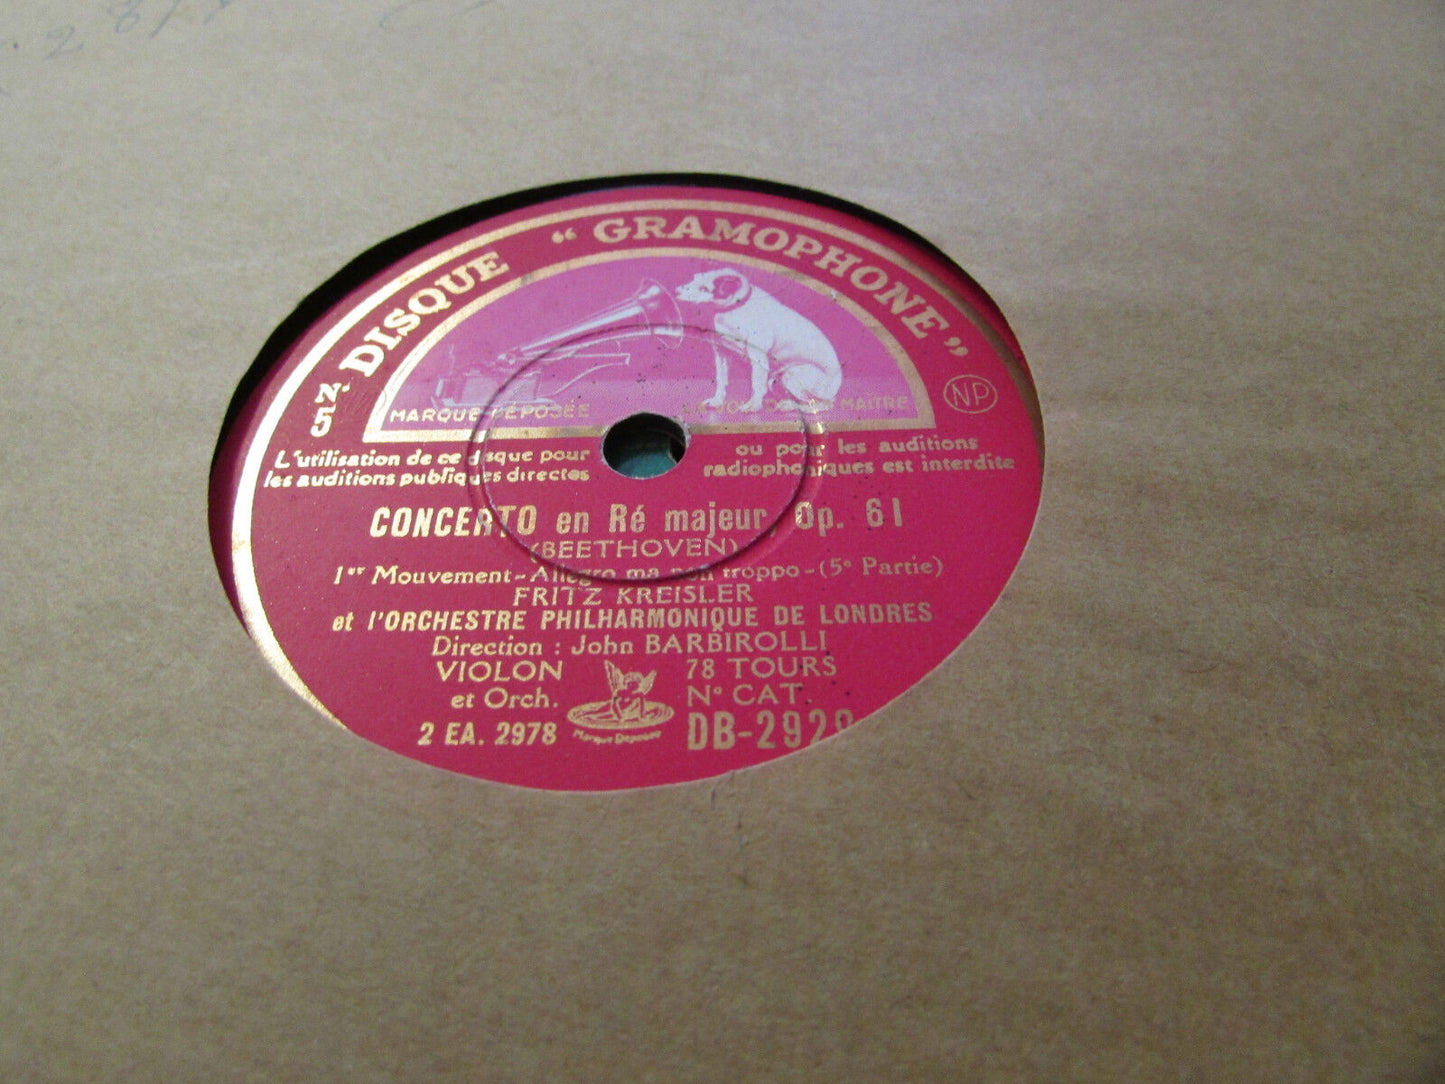 DISQUE "GRAMOPHONE"
N. 5
NP
MARQUE DÉPOSÉE
MAÎTRE
L'utilisation de ce disque pour
les auditions publiques directes
ou pour les auditions
radiophoniques est interdite
CONCERTO en Ré majeur, Op. 61
(BEETHOVEN)
1er Mouvement - Allegro ma non troppo - (5e Partie)
FRITZ KREISLER
et l'ORCHESTRE PHILHARMONIQUE DE LONDRES
Direction : John BARBIROLLI
VIOLON
et Orch.
78 TOURS
No CAT.
2 EA. 2978
Marque Déposée